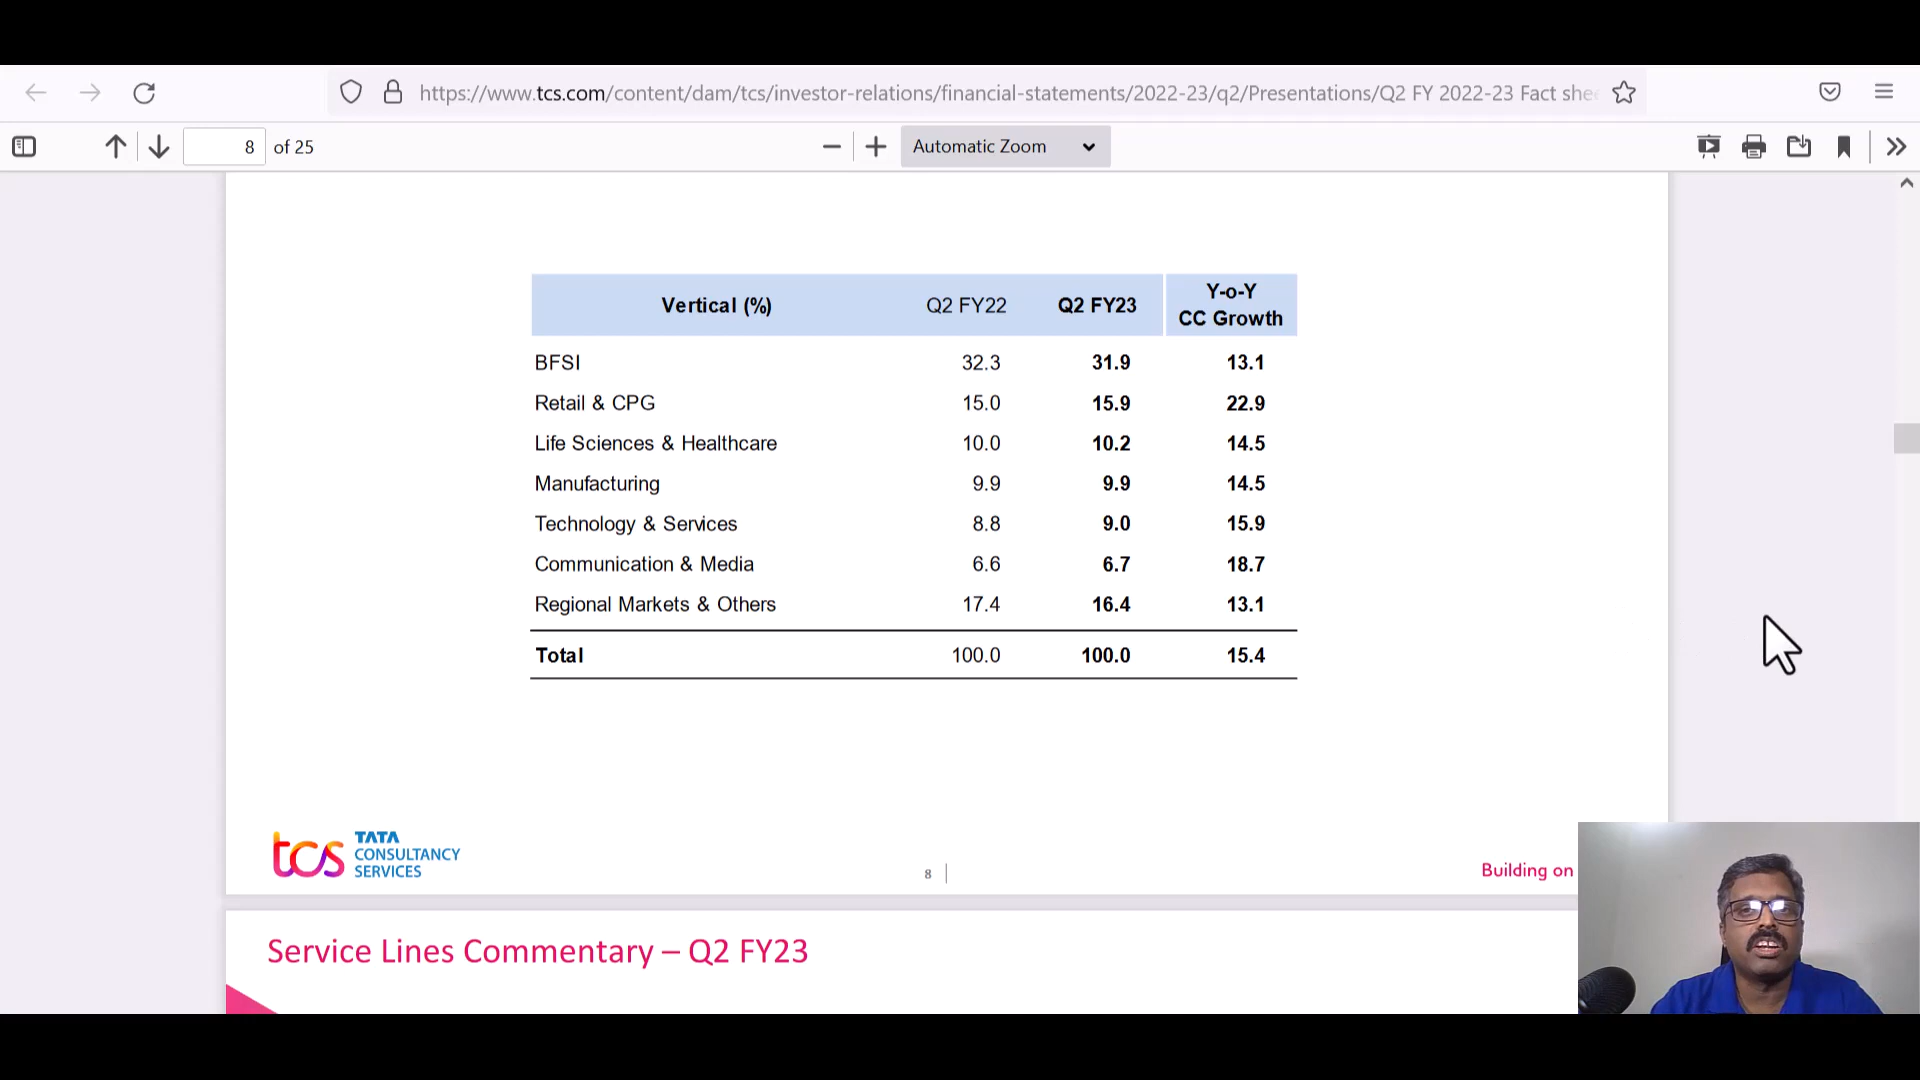 https://www.tcs.com/content/dam/tcs/investor-relations/financial-statements/2022-23/q2/Presentations/Q2 FY 2022-23 Fact shee
8 of 25
Automatic Zoom
Vertical (%) Q2 FY22 Q2 FY23 Y-o-Y
CC Growth
BFSI 32.3 31.9 13.1
Retail & CPG 15.0 15.9 22.9
Life Sciences & Healthcare 10.0 10.2 14.5
Manufacturing 9.9 9.9 14.5
Technology & Services 8.8 9.0 15.9
Communication & Media 6.6 6.7 18.7
Regional Markets & Others 17.4 16.4 13.1
Total 100.0 100.0 15.4
tcs TATA
CONSULTANCY
SERVICES
8
Building on
Service Lines Commentary – Q2 FY23